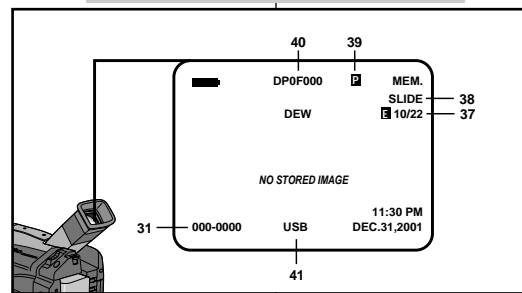 40 39
DP0F000 P MEM.
SLIDE 38
DEW E 10/22 37
NO STORED IMAGE
11:30 PM
31 000-0000 USB DEC.31,2001
41